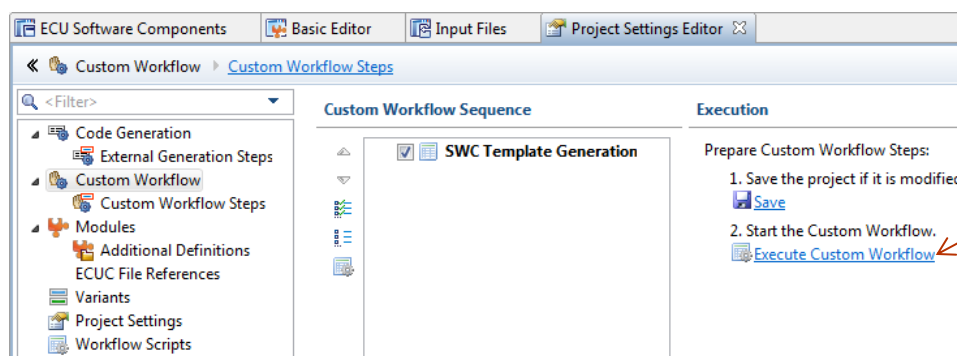 ECU Software Components Basic Editor Input Files Project Settings Editor
Custom Workflow Custom Workflow Steps
<Filter>
Code Generation
External Generation Steps
Custom Workflow
Custom Workflow Steps
Modules
Additional Definitions
ECUC File References
Variants
Project Settings
Workflow Scripts
Custom Workflow Sequence
SWC Template Generation
Execution
Prepare Custom Workflow Steps:
1. Save the project if it is modified
Save
2. Start the Custom Workflow.
Execute Custom Workflow